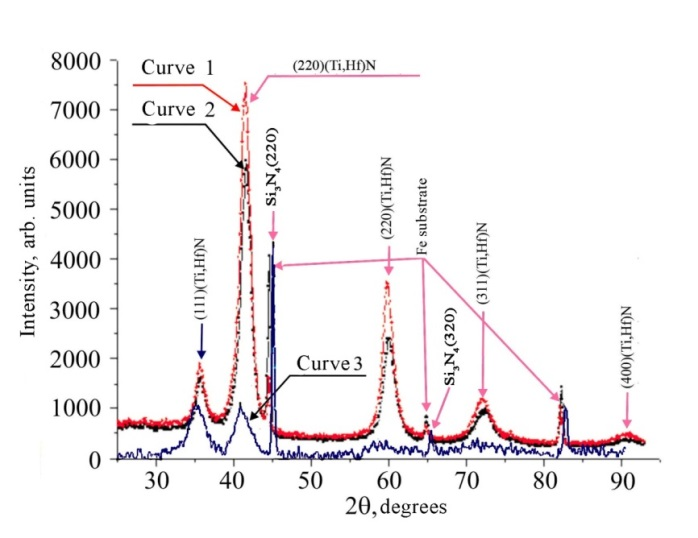 8000
7000
6000
5000
4000
3000
2000
1000
0
Intensity, arb. units
Curve 1
Curve 2
(220)(Ti,Hf)N
Si3N4(220)
(111)(Ti,Hf)N
(220)(Ti,Hf)N
Fe substrate
(311)(Ti,Hf)N
Si3N4(320)
(400)(Ti,Hf)N
Curve 3
30 40 50 60 70 80 90
2θ, degrees